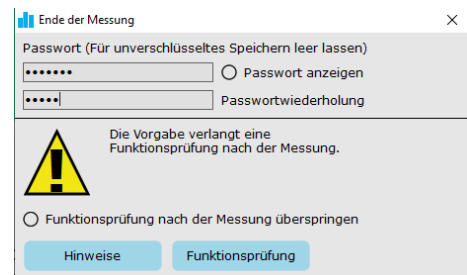 Ende der Messung
Passwort (Für unverschlüsseltes Speichern leer lassen)
••••••• Passwort anzeigen
••••• Passwortwiederholung
Die Vorgabe verlangt eine
Funktionsprüfung nach der Messung.
Funktionsprüfung nach der Messung überspringen
Hinweise Funktionsprüfung